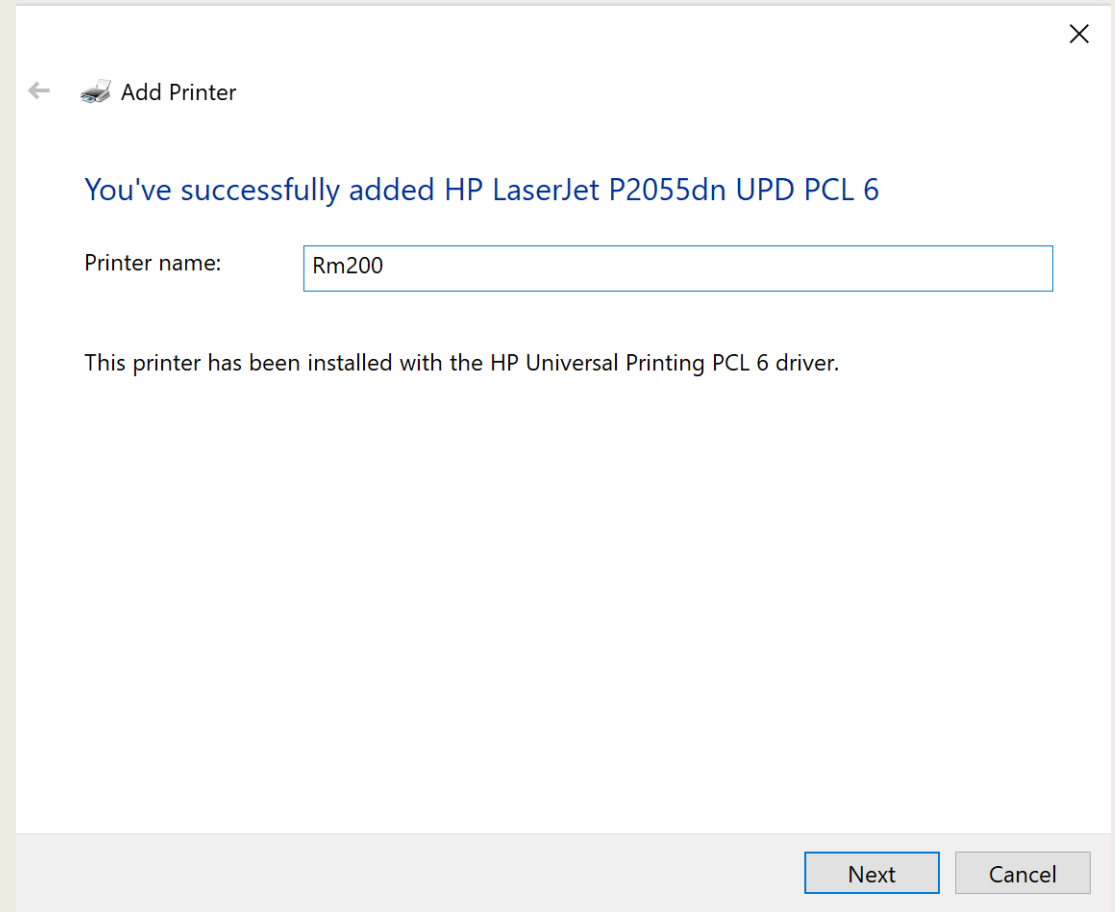 Add Printer
You've successfully added HP LaserJet P2055dn UPD PCL 6
Printer name:
Rm200
This printer has been installed with the HP Universal Printing PCL 6 driver.
Next
Cancel